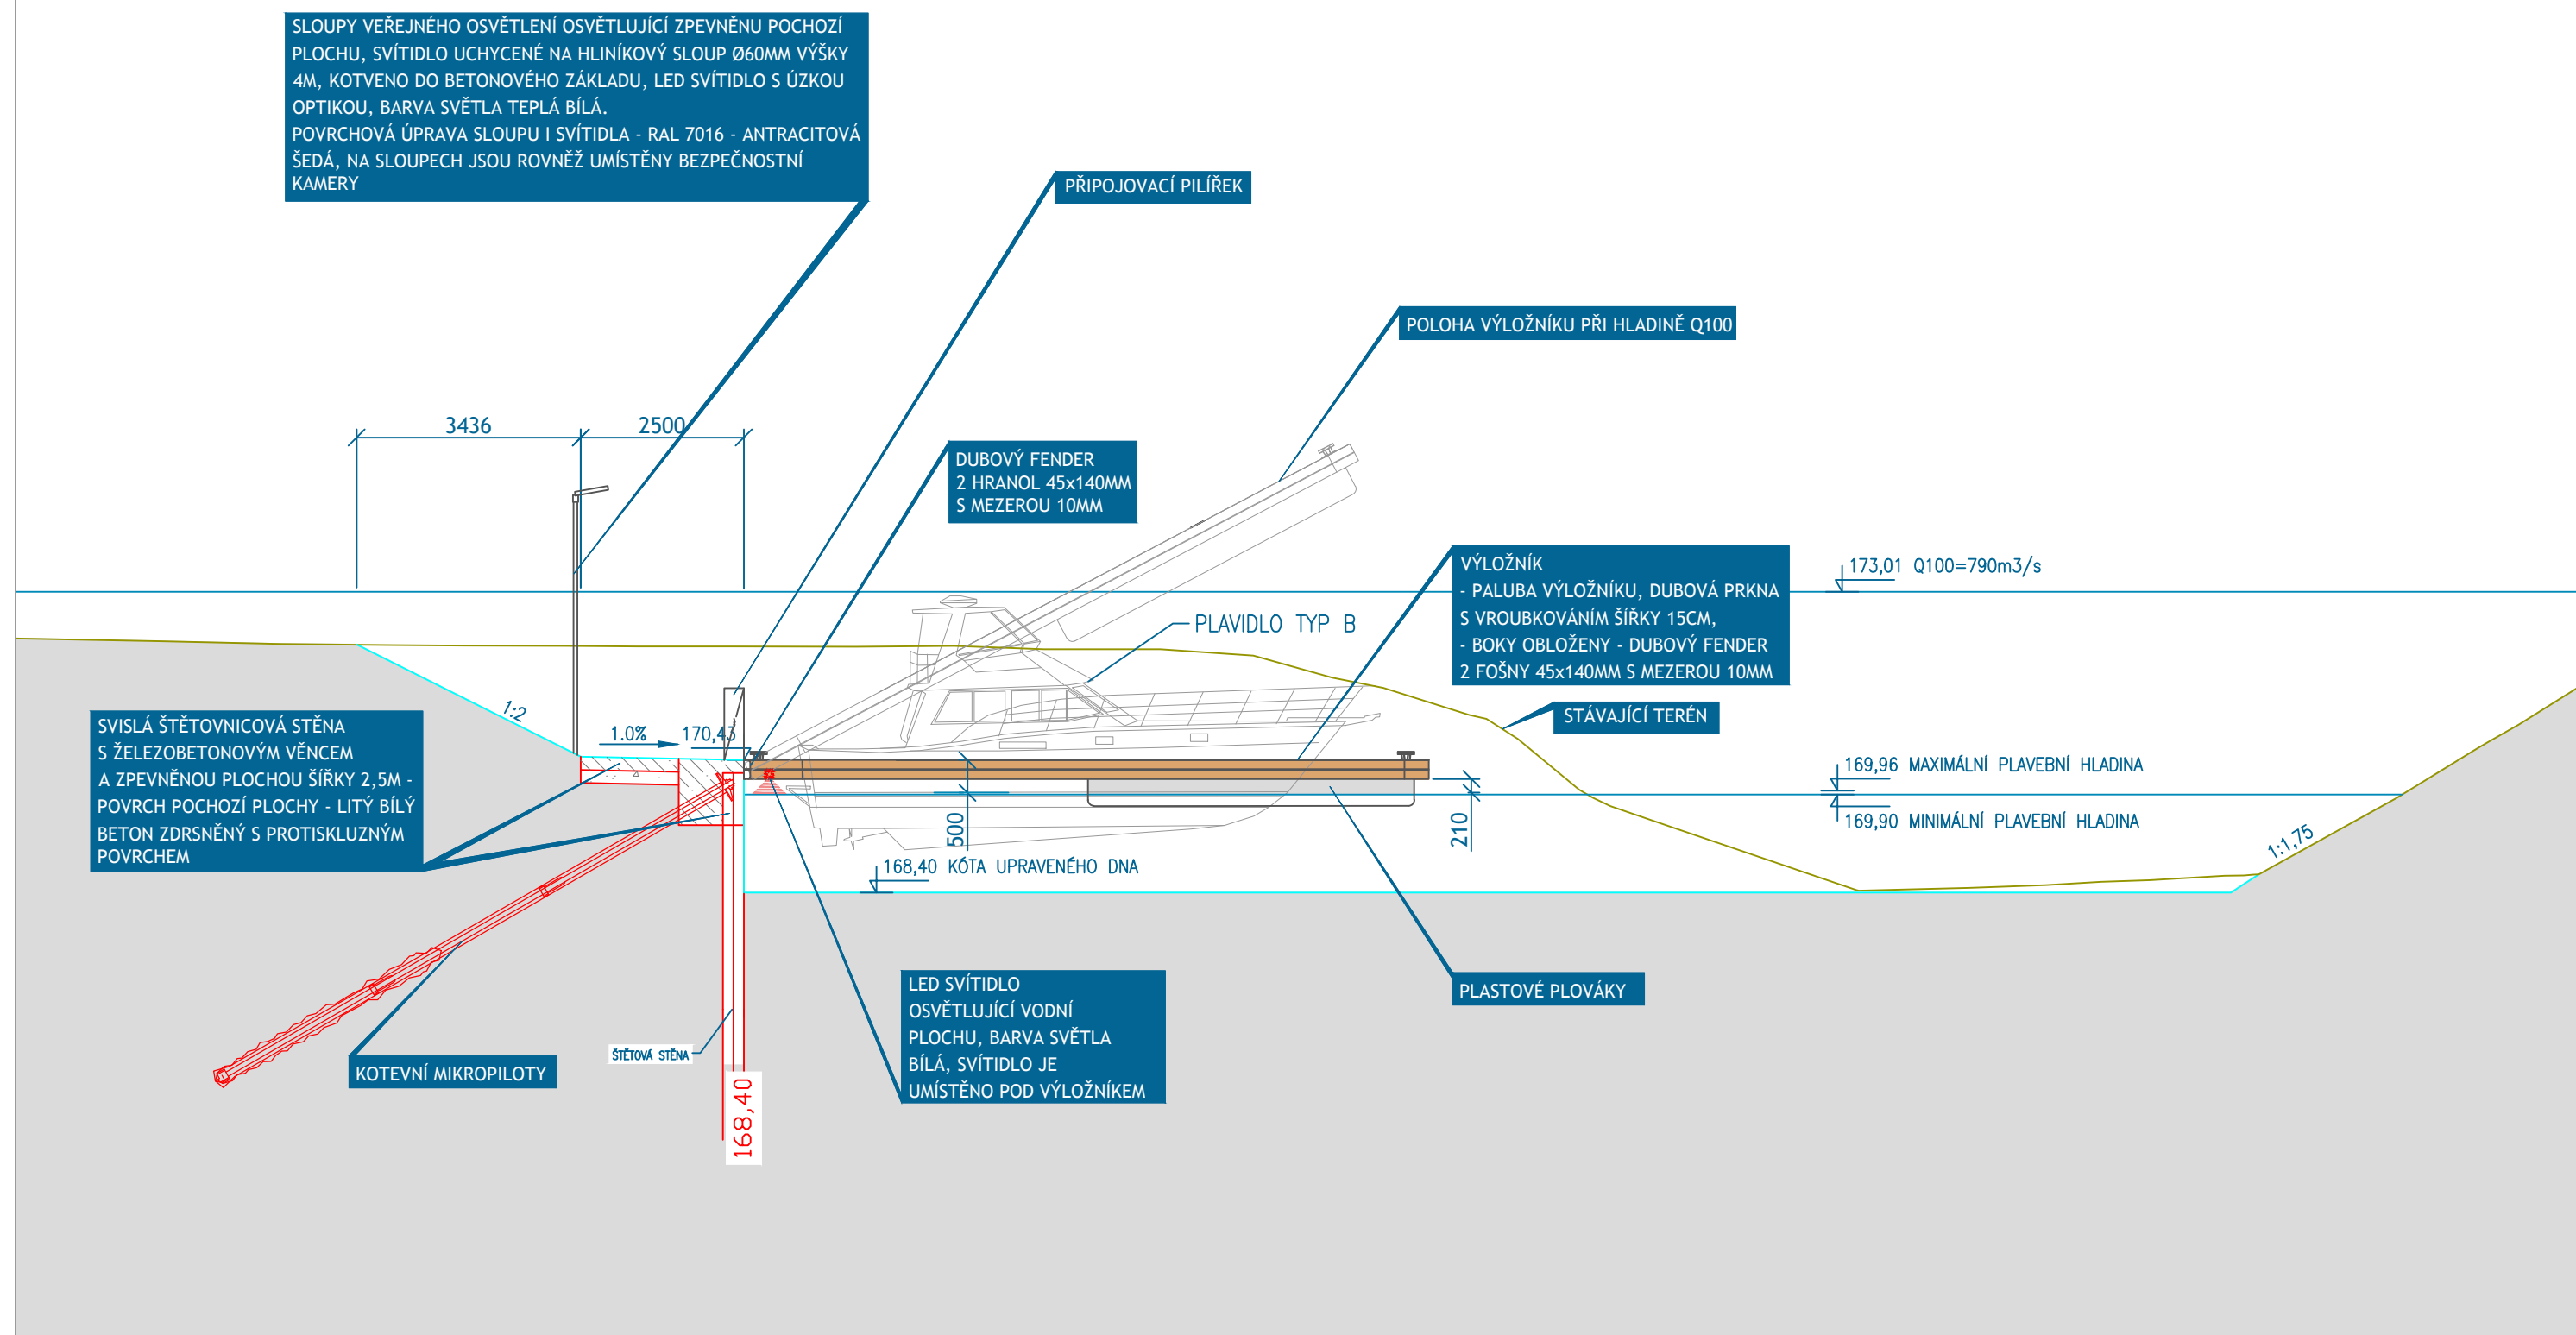 SLOUPY VEŘEJNÉHO OSVĚTLENÍ OSVĚTLUJÍCÍ ZPEVNĚNU POCHOZÍ
PLOCHU, SVÍTIDLO UCHYCENÉ NA HLINÍKOVÝ SLOUP Ø60MM VÝŠKY
4M, KOTVENO DO BETONOVÉHO ZÁKLADU, LED SVÍTIDLO S ÚZKOU
OPTIKOU, BARVA SVĚTLA TEPLÁ BÍLÁ.
POVRCHOVÁ ÚPRAVA SLOUPU I SVÍTIDLA - RAL 7016 - ANTRACITOVÁ
ŠEDÁ, NA SLOUPECH JSOU ROVNĚŽ UMÍSTĚNY BEZPEČNOSTNÍ
KAMERY
PŘIPOJOVACÍ PILÍŘEK
POLOHA VÝLOŽNÍKU PŘI HLADINĚ Q100
3436
2500
DUBOVÝ FENDER
2 HRANOL 45x140MM
S MEZEROU 10MM
VÝLOŽNÍK
- PALUBA VÝLOŽNÍKU, DUBOVÁ PRKNA
S VROUBKOVÁNÍM ŠÍŘKY 15CM,
- BOKY OBLOŽENY - DUBOVÝ FENDER
2 FOŠNY 45x140MM S MEZEROU 10MM
173,01 Q100=790m3/s
PLAVIDLO TYP B
STÁVAJÍCÍ TERÉN
1:2
SVISLÁ ŠTĚTOVNICOVÁ STĚNA
S ŽELEZOBETONOVÝM VĚNCEM
A ZPEVNĚNOU PLOCHOU ŠÍŘKY 2,5M -
POVRCH POCHOZÍ PLOCHY - LITÝ BÍLÝ
BETON ZDRSNĚNÝ S PROTISKLUZNÝM
POVRCHEM
1.0%
170,43
169,96 MAXIMÁLNÍ PLAVEBNÍ HLADINA
169,90 MINIMÁLNÍ PLAVEBNÍ HLADINA
500
210
1:1,75
168,40 KÓTA UPRAVENÉHO DNA
LED SVÍTIDLO
OSVĚTLUJÍCÍ VODNÍ
PLOCHU, BARVA SVĚTLA
BÍLÁ, SVÍTIDLO JE
UMÍSTĚNO POD VÝLOŽNÍKEM
PLASTOVÉ PLOVÁKY
ŠTĚTOVÁ STĚNA
KOTEVNÍ MIKROPILOTY
168,40